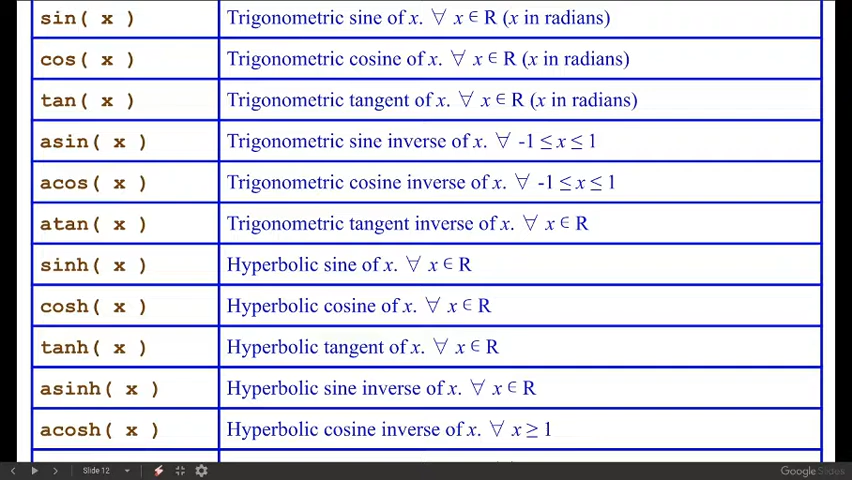 sin( x ) Trigonometric sine of x. ∀ x ∈ R (x in radians)
cos( x ) Trigonometric cosine of x. ∀ x ∈ R (x in radians)
tan( x ) Trigonometric tangent of x. ∀ x ∈ R (x in radians)
asin( x ) Trigonometric sine inverse of x. ∀ -1 ≤ x ≤ 1
acos( x ) Trigonometric cosine inverse of x. ∀ -1 ≤ x ≤ 1
atan( x ) Trigonometric tangent inverse of x. ∀ x ∈ R
sinh( x ) Hyperbolic sine of x. ∀ x ∈ R
cosh( x ) Hyperbolic cosine of x. ∀ x ∈ R
tanh( x ) Hyperbolic tangent of x. ∀ x ∈ R
asinh( x ) Hyperbolic sine inverse of x. ∀ x ∈ R
acosh( x ) Hyperbolic cosine inverse of x. ∀ x ≥ 1
Slide 12 Google Slides